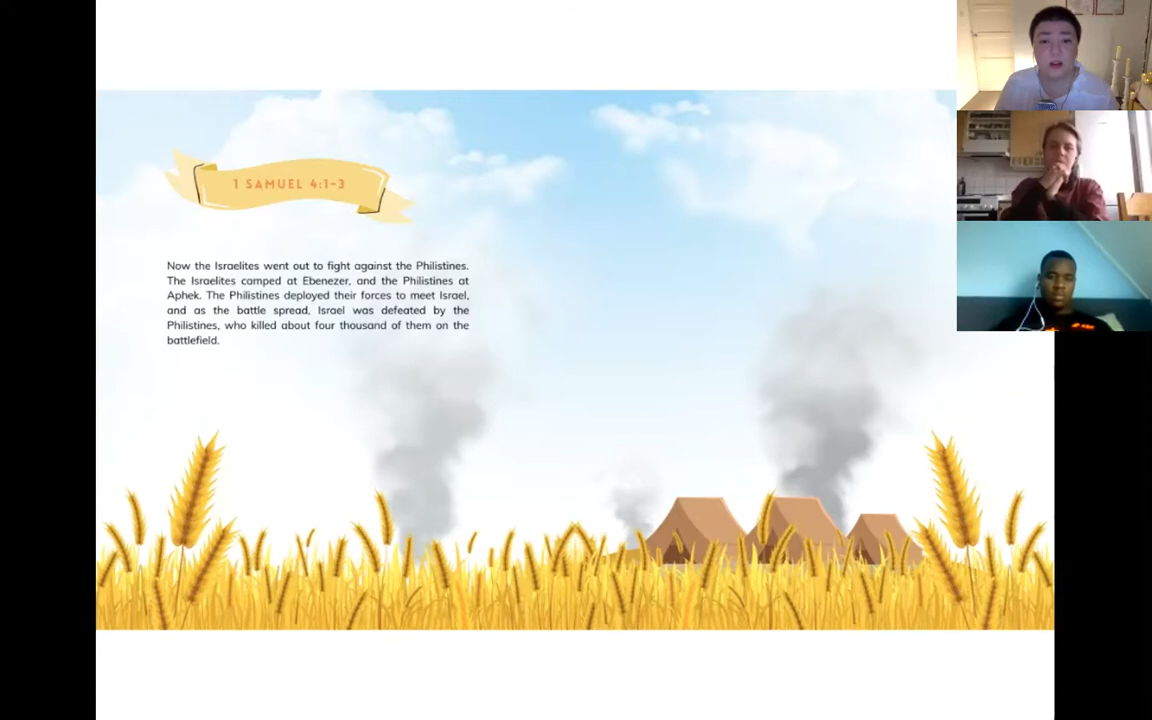 1 SAMUEL 4:1-3
Now the Israelites went out to fight against the Philistines.
The Israelites camped at Ebenezer, and the Philistines at
Aphek. The Philistines deployed their forces to meet Israel,
and as the battle spread, Israel was defeated by the
Philistines, who killed about four thousand of them on the
battlefield.